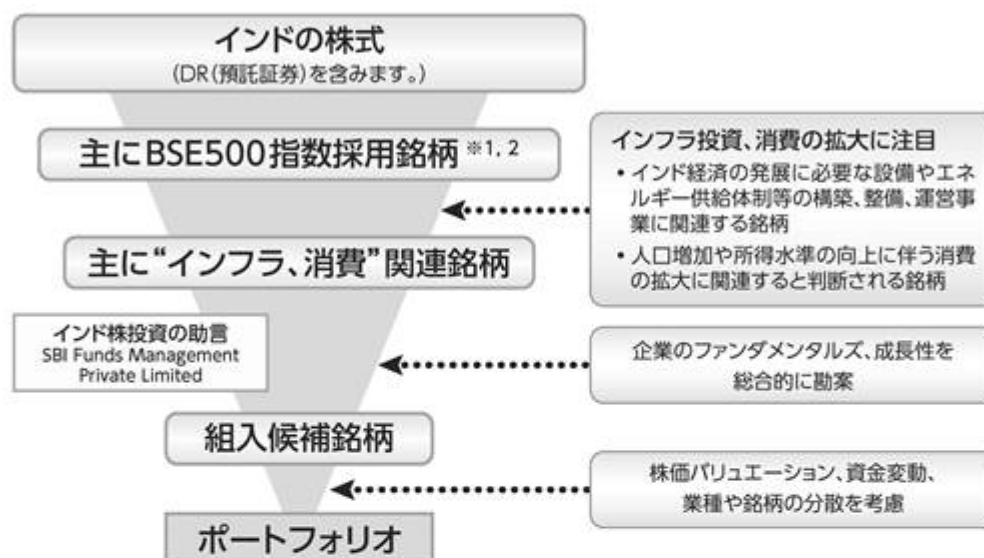 インドの株式
(DR(預託証券)を含みます。)
主にBSE500指数採用銘柄 ※1, 2
インフラ投資、消費の拡大に注目
・インド経済の発展に必要な設備やエネ
ルギー供給体制等の構築、整備、運営事
業に関連する銘柄
・人口増加や所得水準の向上に伴う消費
の拡大に関連すると判断される銘柄
主に“インフラ、消費”関連銘柄
インド株投資の助言
SBI Funds Management
Private Limited
企業のファンダメンタルズ、成長性を
総合的に勘案
組入候補銘柄
株価バリュエーション、資金変動、
業種や銘柄の分散を考慮
ポートフォリオ